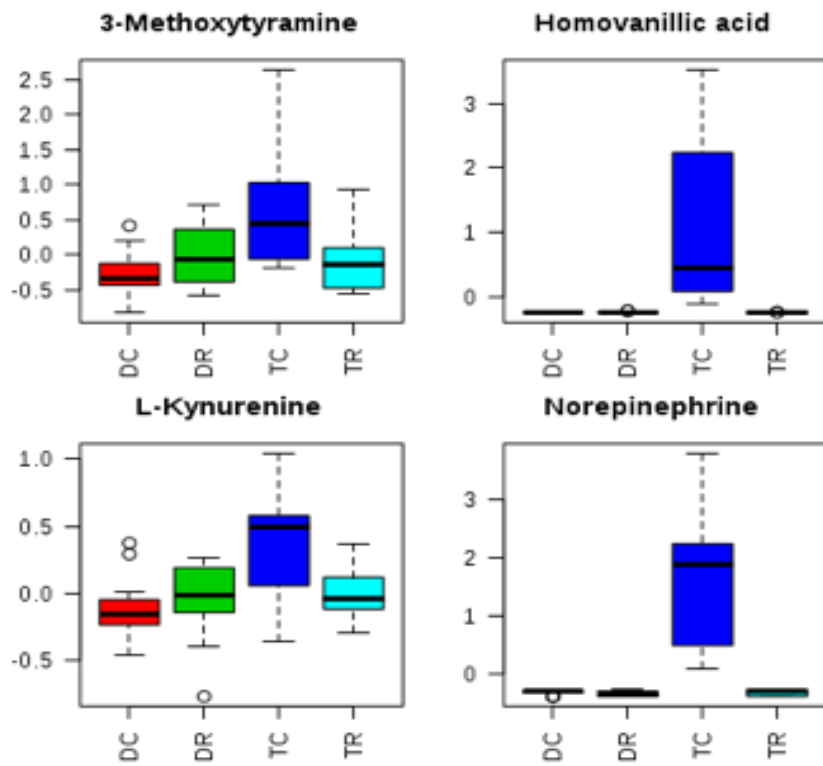 3-Methoxytyramine
2.5
2.0
1.5
1.0
0.5
0.0
-0.5
DC DR TC TR
Homovanillic acid
3
2
1
0
DC DR TC TR
L-Kynurenine
1.0
0.5
0.0
-0.5
DC DR TC TR
Norepinephrine
3
2
1
0
DC DR TC TR